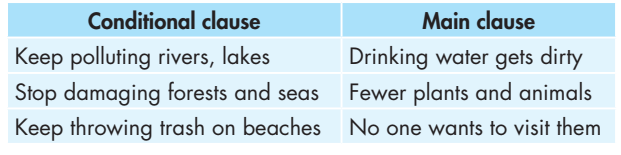 Conditional clause Main clause
Keep polluting rivers, lakes Drinking water gets dirty
Stop damaging forests and seas Fewer plants and animals
Keep throwing trash on beaches No one wants to visit them